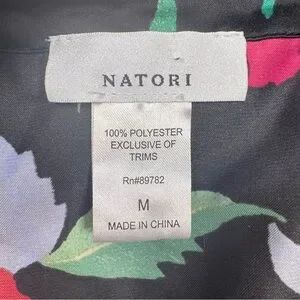 NATORI
100% POLYESTER
EXCLUSIVE OF
TRIMS
Rn#89782
M
MADE IN CHINA